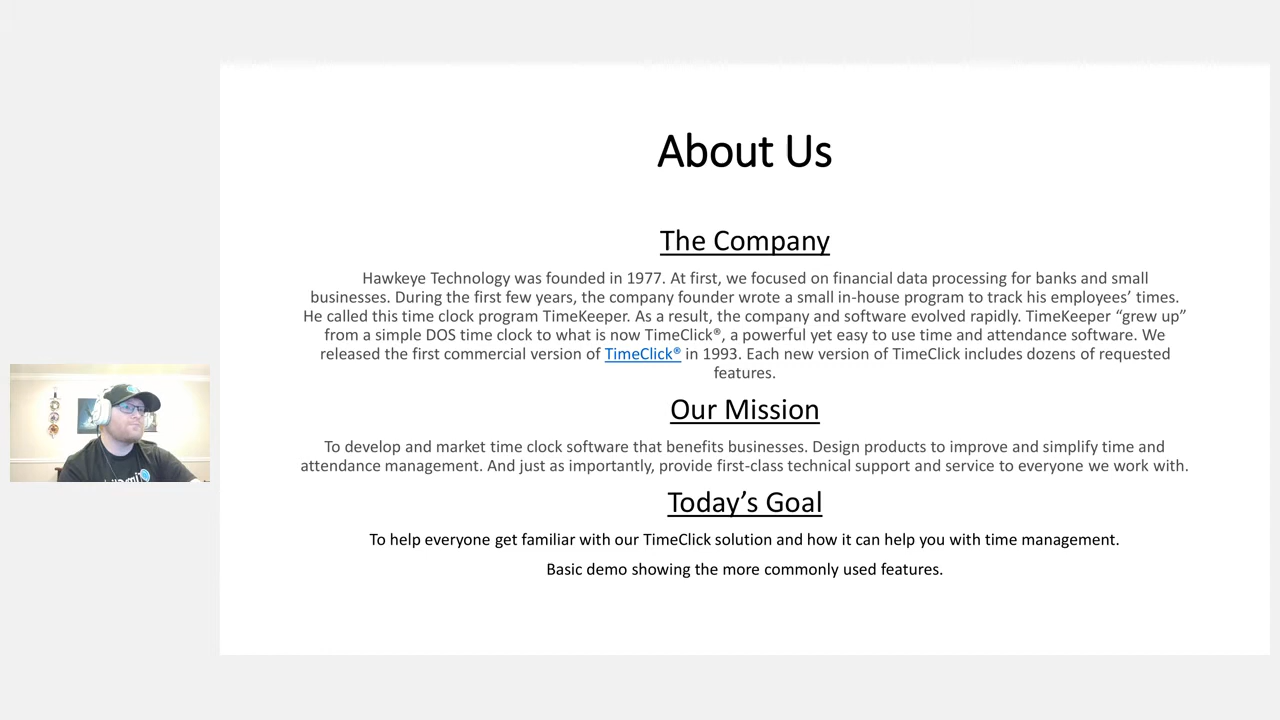 About Us
The Company
Hawkeye Technology was founded in 1977. At first, we focused on financial data processing for banks and small
businesses. During the first few years, the company founder wrote a small in-house program to track his employees’ times.
He called this time clock program TimeKeeper. As a result, the company and software evolved rapidly. TimeKeeper “grew up”
from a simple DOS time clock to what is now TimeClick®, a powerful yet easy to use time and attendance software. We
released the first commercial version of TimeClick® in 1993. Each new version of TimeClick includes dozens of requested
features.
Our Mission
To develop and market time clock software that benefits businesses. Design products to improve and simplify time and
attendance management. And just as importantly, provide first-class technical support and service to everyone we work with.
Today’s Goal
To help everyone get familiar with our TimeClick solution and how it can help you with time management.
Basic demo showing the more commonly used features.